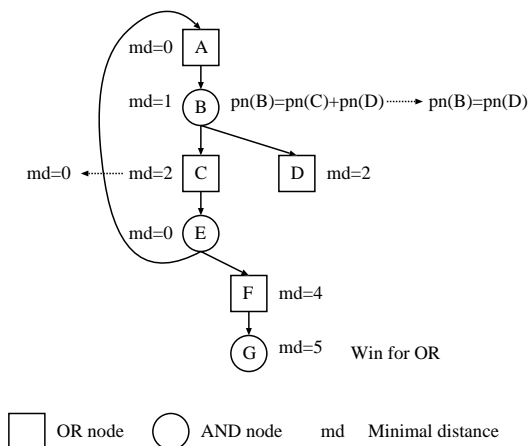 md=0 A
md=1 B pn(B)=pn(C)+pn(D) pn(B)=pn(D)
md=0 md=2 C D md=2
md=0 E
F md=4
G md=5 Win for OR
OR node AND node md Minimal distance